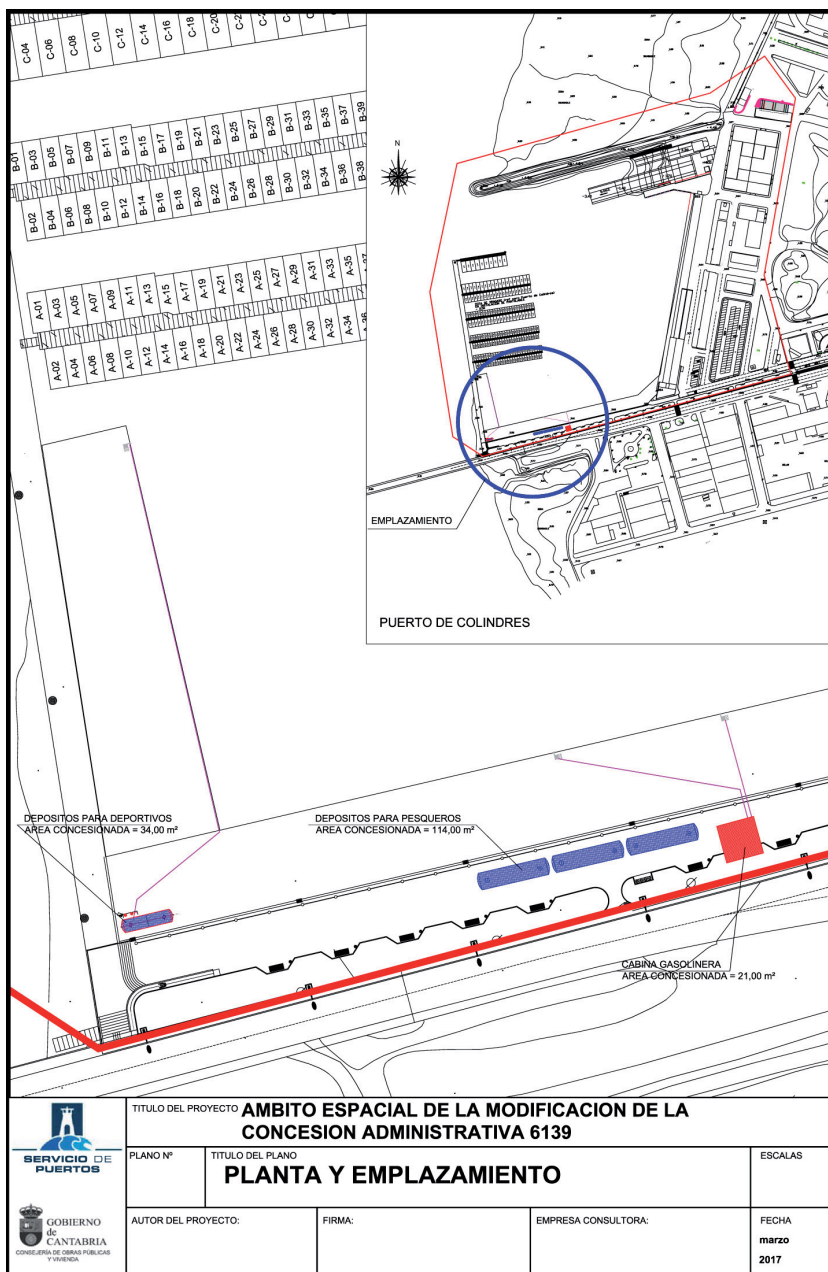 C-04 C-06 C-08 C-10 C-12 C-14 C-16 C-18 C-20
B-01 B-03 B-05 B-07 B-09 B-11 B-13 B-15 B-17 B-19 B-21 B-23 B-25 B-27 B-29 B-31 B-33 B-35 B-37 B-39
B-02 B-04 B-06 B-08 B-10 B-12 B-14 B-16 B-18 B-20 B-22 B-24 B-26 B-28 B-30 B-32 B-34 B-36 B-38
A-01 A-03 A-05 A-07 A-09 A-11 A-13 A-15 A-17 A-19 A-21 A-23 A-25 A-27 A-29 A-31 A-33 A-35
A-02 A-04 A-06 A-08 A-10 A-12 A-14 A-16 A-18 A-20 A-22 A-24 A-26 A-28 A-30 A-32 A-34
N
EMPLAZAMIENTO
PUERTO DE COLINDRES
DEPOSITOS PARA DEPORTIVOS
AREA CONCESIONADA = 34,00 m²
DEPOSITOS PARA PESQUEROS
AREA CONCESIONADA = 114,00 m²
CABINA GASOLINERA
AREA CONCESIONADA = 21,00 m²
SERVICIO DE
PUERTOS
GOBIERNO
de
CANTABRIA
CONSEJERÍA DE OBRAS PÚBLICAS
Y VIVIENDA
TITULO DEL PROYECTO AMBITO ESPACIAL DE LA MODIFICACION DE LA
CONCESION ADMINISTRATIVA 6139
PLANO Nº
TITULO DEL PLANO
PLANTA Y EMPLAZAMIENTO
ESCALAS
AUTOR DEL PROYECTO:
FIRMA:
EMPRESA CONSULTORA:
FECHA
marzo
2017